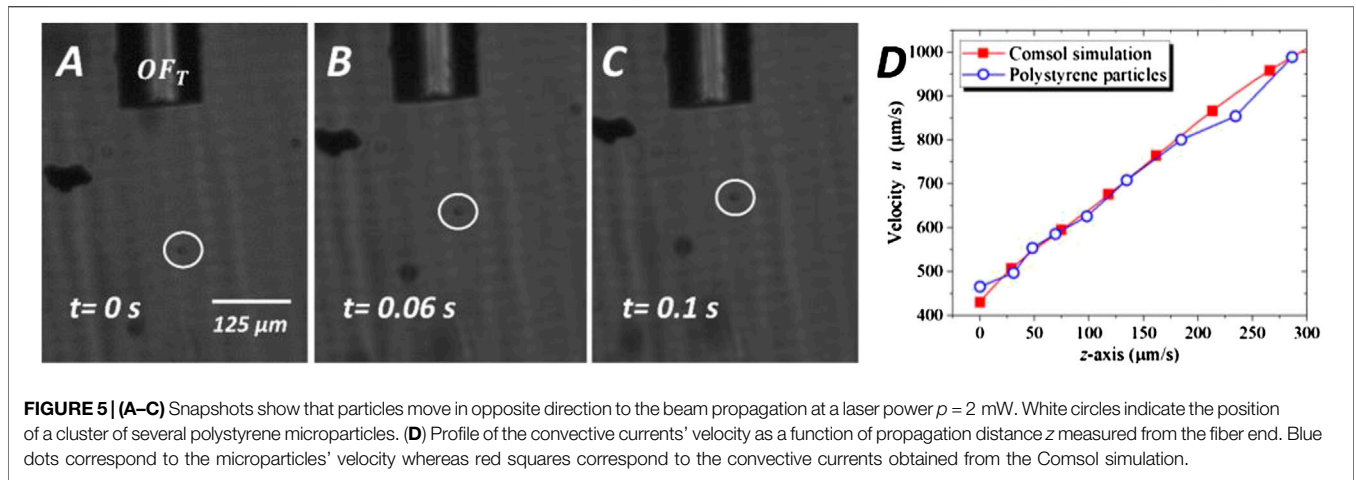 A
OF_T
t= 0 s
125 μm
B
t= 0.06 s
C
t= 0.1 s
D
Comsol simulation
Polystyrene particles
Velocity u (μm/s)
1000
900
800
700
600
500
400
0 50 100 150 200 250 300
z-axis (μm/s)
FIGURE 5 | (A–C) Snapshots show that particles move in opposite direction to the beam propagation at a laser power p = 2 mW. White circles indicate the position
of a cluster of several polystyrene microparticles. (D) Profile of the convective currents' velocity as a function of propagation distance z measured from the fiber end. Blue
dots correspond to the microparticles' velocity whereas red squares correspond to the convective currents obtained from the Comsol simulation.